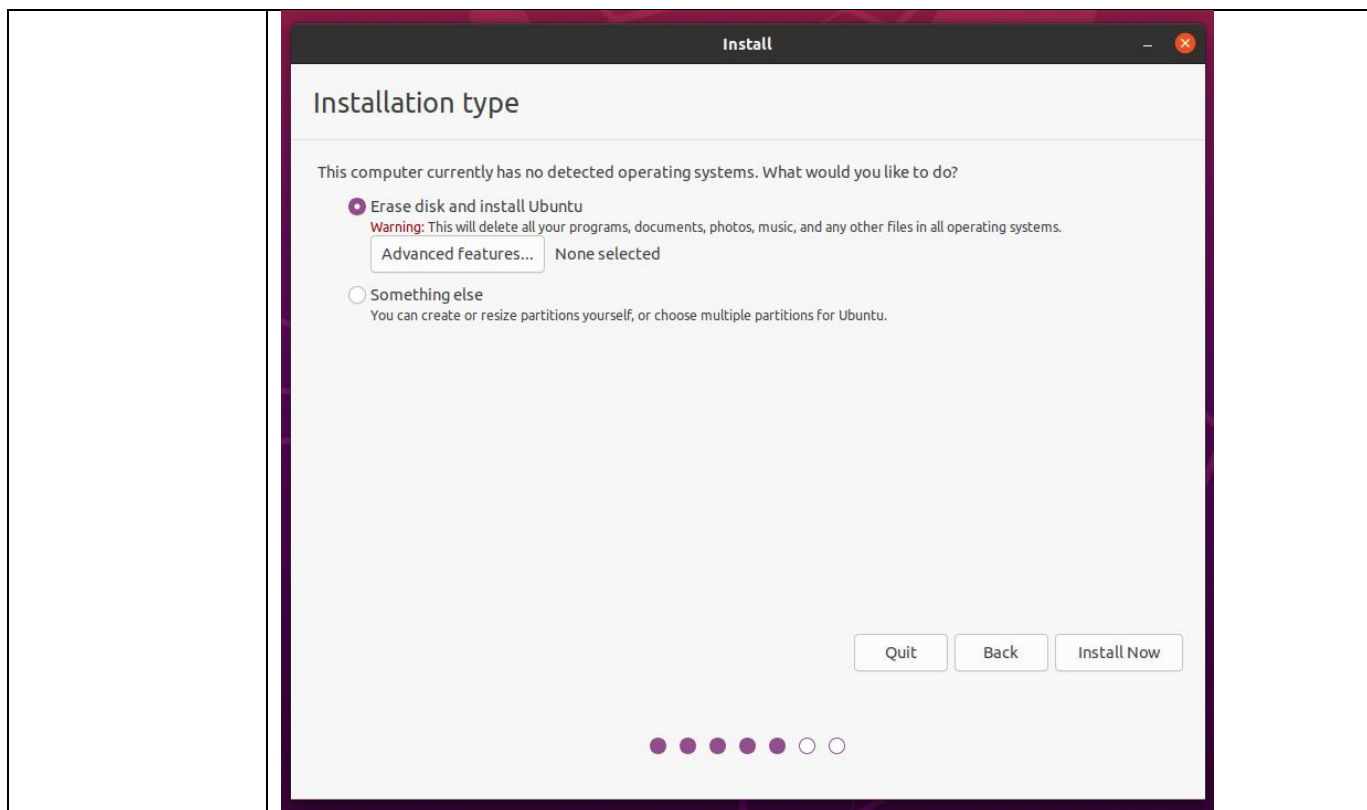 Install
Installation type
This computer currently has no detected operating systems. What would you like to do?
Erase disk and install Ubuntu
Warning: This will delete all your programs, documents, photos, music, and any other files in all operating systems.
Advanced features... None selected
Something else
You can create or resize partitions yourself, or choose multiple partitions for Ubuntu.
Quit Back Install Now